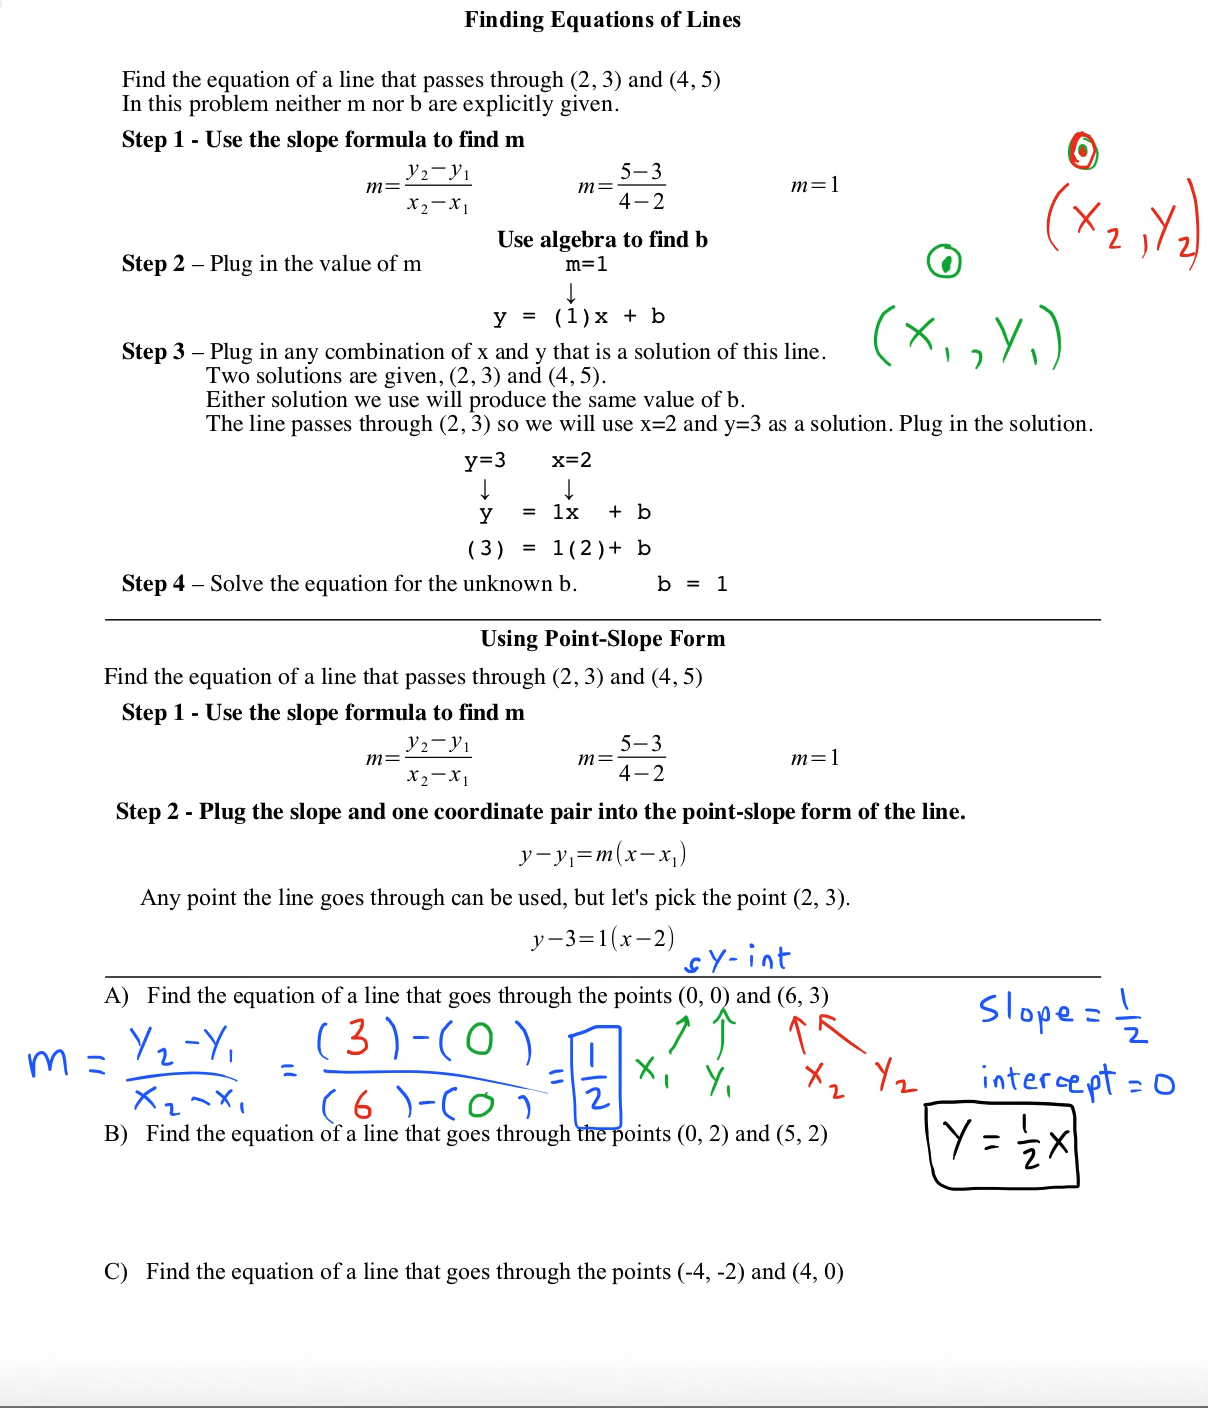 Finding Equations of Lines
Find the equation of a line that passes through (2, 3) and (4, 5)
In this problem neither m nor b are explicitly given.
Step 1 - Use the slope formula to find m
m=(y₂−y₁)/(x₂−x₁) m=(5−3)/(4−2) m=1
(x₂, y₂)
Use algebra to find b
Step 2 – Plug in the value of m m=1
↓
y = (1)x + b
(x₁, y₁)
Step 3 – Plug in any combination of x and y that is a solution of this line.
Two solutions are given, (2, 3) and (4, 5).
Either solution we use will produce the same value of b.
The line passes through (2, 3) so we will use x=2 and y=3 as a solution. Plug in the solution.
y=3 x=2
↓ ↓
y = 1x + b
(3) = 1(2)+ b
Step 4 – Solve the equation for the unknown b. b = 1
Using Point-Slope Form
Find the equation of a line that passes through (2, 3) and (4, 5)
Step 1 - Use the slope formula to find m
m=(y₂−y₁)/(x₂−x₁) m=(5−3)/(4−2) m=1
Step 2 - Plug the slope and one coordinate pair into the point-slope form of the line.
y−y₁=m(x−x₁)
Any point the line goes through can be used, but let's pick the point (2, 3).
y−3=1(x−2)
y-int
A) Find the equation of a line that goes through the points (0, 0) and (6, 3)
slope = 1/2
m = (y₂-y₁)/(x₂-x₁) = ((3)-(0))/((6)-(0)) = 1/2 x₁ y₁ x₂ y₂
intercept = 0
y = 1/2 x
B) Find the equation of a line that goes through the points (0, 2) and (5, 2)
C) Find the equation of a line that goes through the points (-4, -2) and (4, 0)